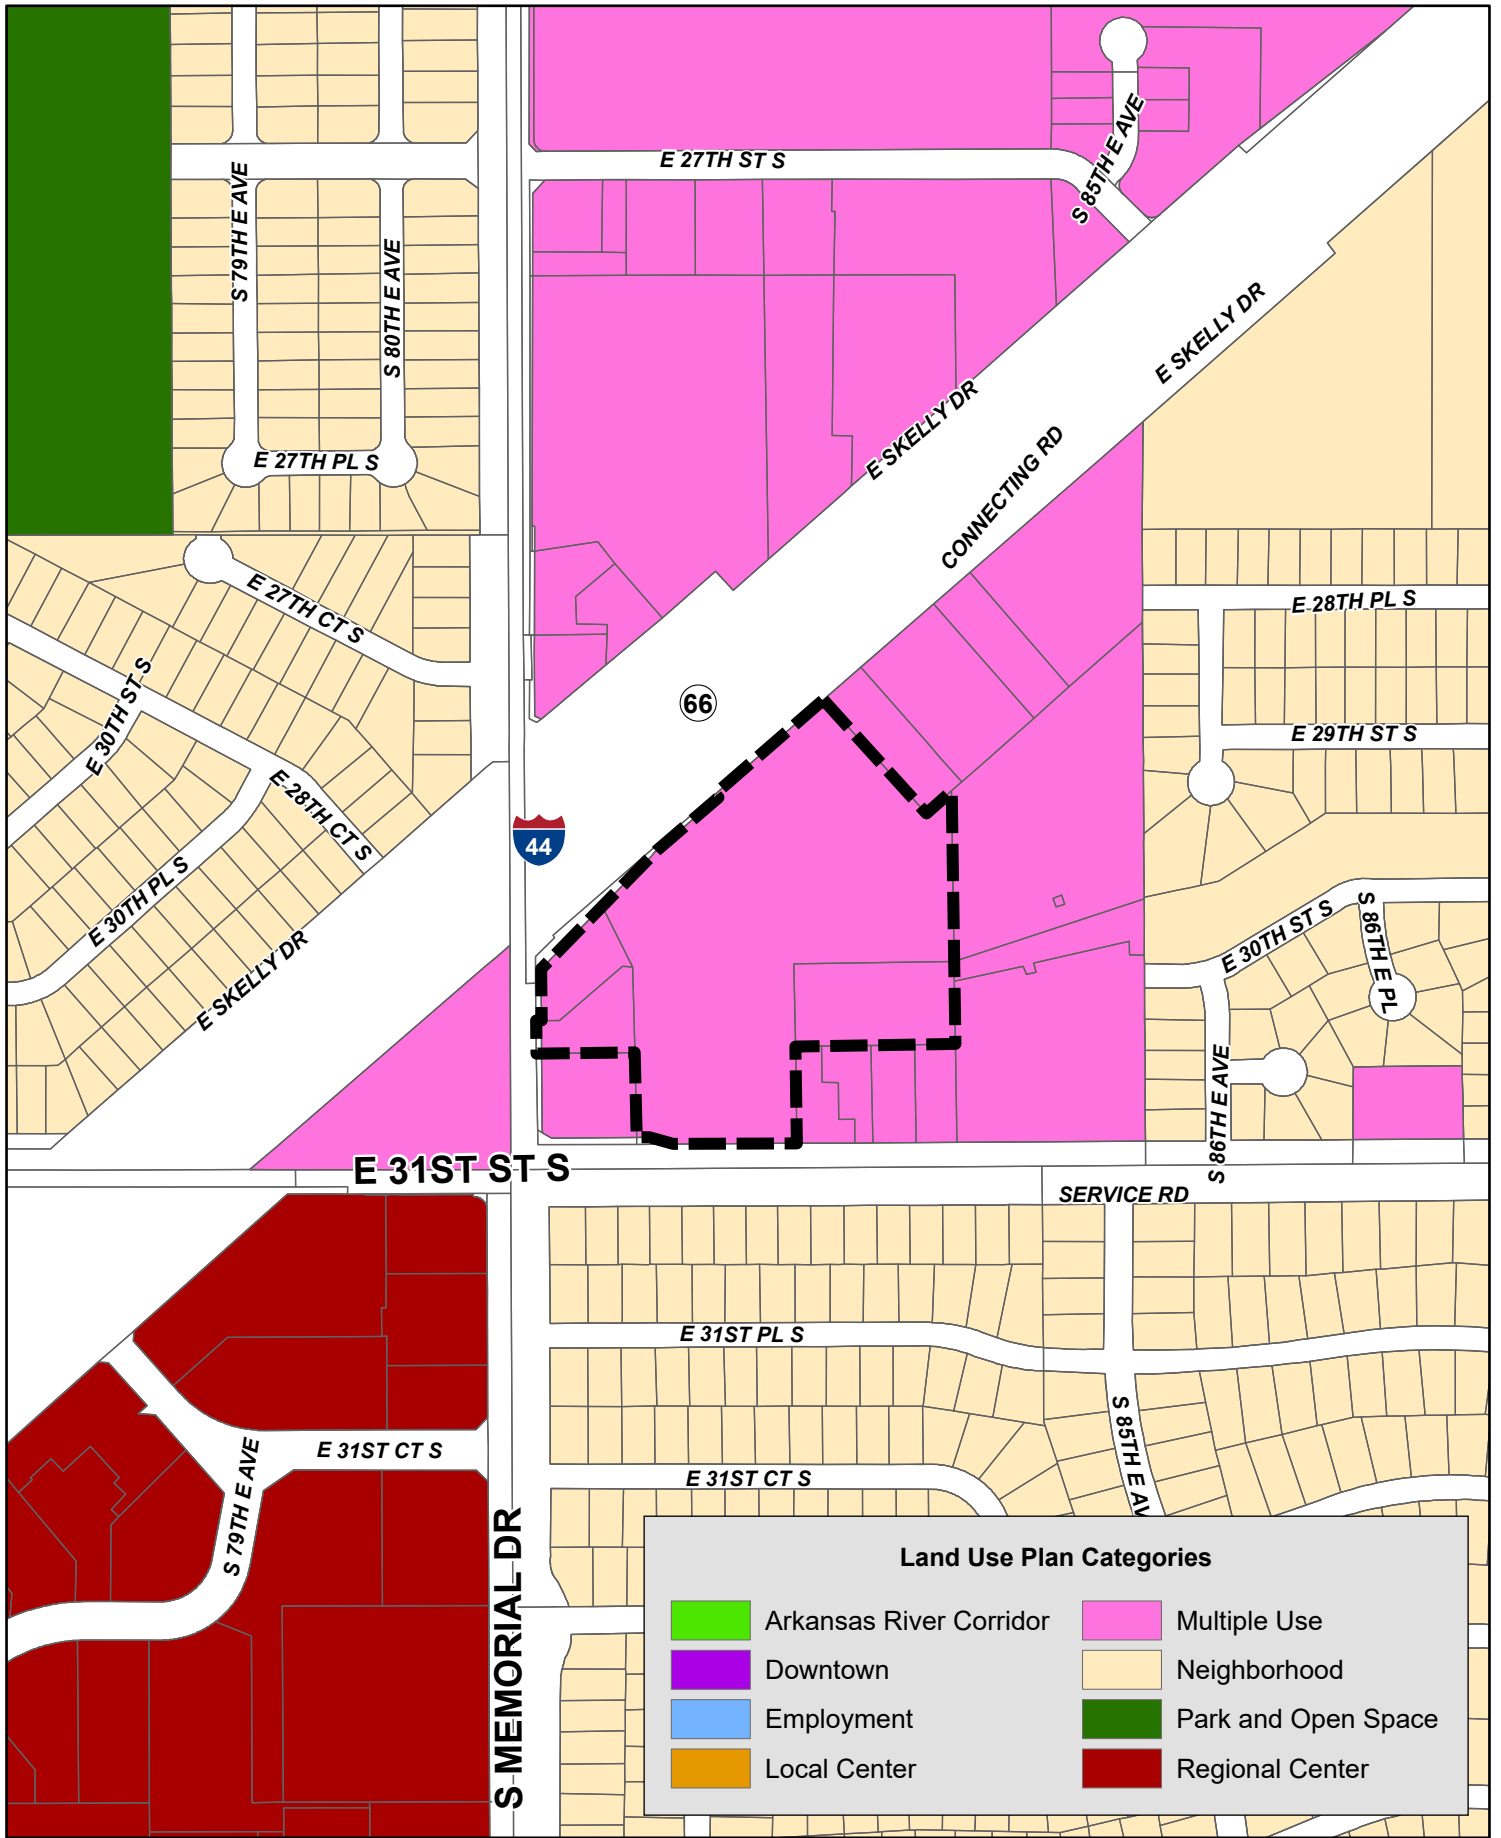 E 27TH ST S
S 85TH E AVE
S 79TH E AVE
S 80TH E AVE
E SKELLY DR
E SKELLY DR
E 27TH PL S
CONNECTING RD
E 27TH CT S
E 28TH PL S
E 30TH ST S
66
E 29TH ST S
E 28TH CT S
44
E 30TH PL S
E 30TH ST S
S 86TH E PL
E SKELLY DR
S 86TH E AVE
E 31ST ST S
SERVICE RD
E 31ST PL S
E 31ST CT S
S 79TH E AVE
E 31ST CT S
S 85TH E AV
S MEMORIAL DR
Land Use Plan Categories
Arkansas River Corridor
Downtown
Employment
Local Center
Multiple Use
Neighborhood
Park and Open Space
Regional Center